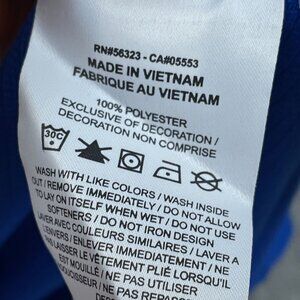 RN#56323 - CA#05553
MADE IN VIETNAM
FABRIQUE AU VIETNAM
100% POLYESTER
EXCLUSIVE OF DECORATION
DECORATION NON COMPRISE
30C
WASH WITH LIKE COLORS / WASH INSIDE
OUT / REMOVE IMMEDIATELY / DO NOT ALLOW
TO LAY ON ITSELF WHEN WET / DO NOT USE
SOFTENERS / DO NOT IRON DESIGN
LAVER AVEC COULEURS SIMILAIRES / LAVER A
L'ENVERS / ENLEVER IMMEDIATEMENT / NE
PAS LAISSER LE VÊTEMENT PLIÉ LORSQU'IL
EST MOUILLÉ / NE PAS UTILISER
NE PAS REPASSER